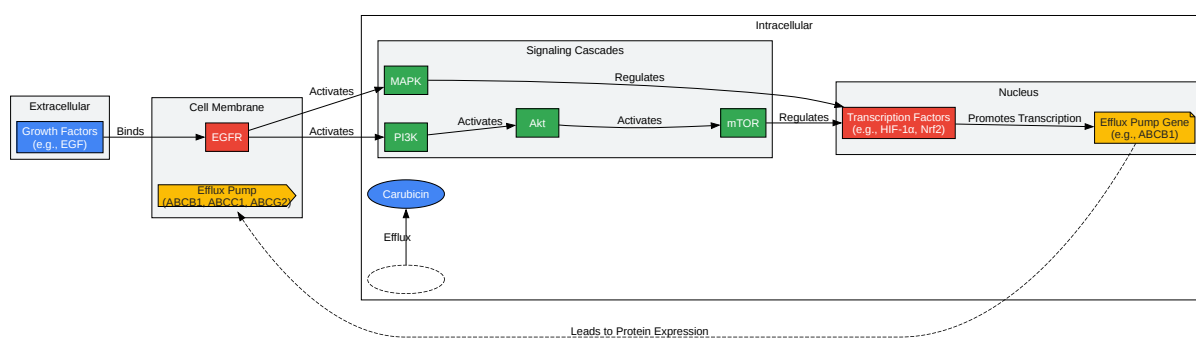 Intracellular
Signaling Cascades
Extracellular
Growth Factors
(e.g., EGF)
Binds
Cell Membrane
EGFR
Activates
Activates
MAPK
Regulates
PI3K
Activates
Akt
Activates
mTOR
Regulates
Nucleus
Transcription Factors
(e.g., HIF-1α, Nrf2)
Promotes Transcription
Efflux Pump Gene
(e.g., ABCB1)
Efflux Pump
(ABCB1, ABCC1, ABCG2)
Carubicin
Efflux
Leads to Protein Expression